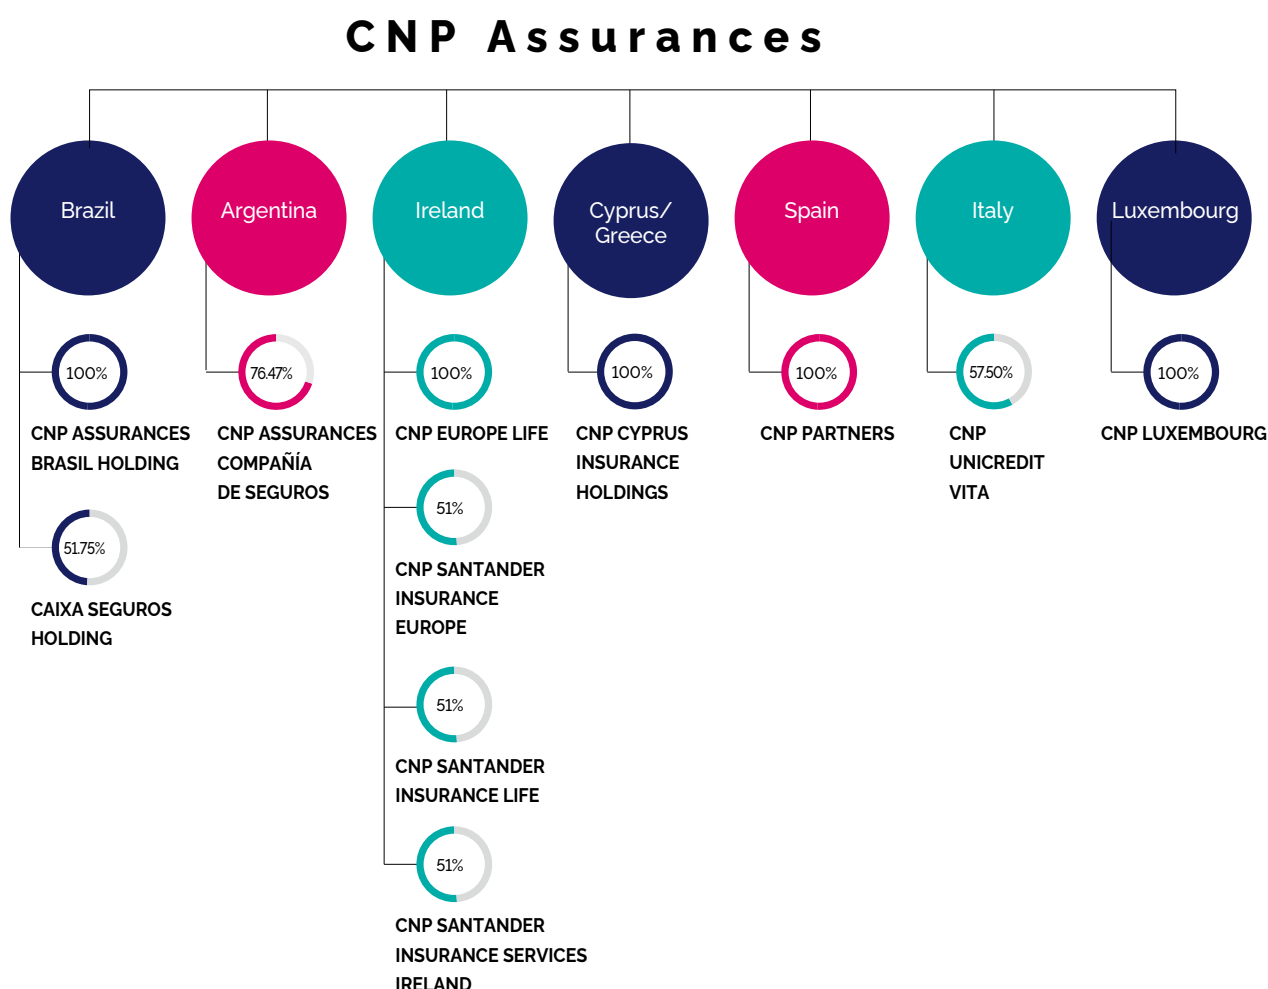 CNP Assurances
Brazil
Argentina
Ireland
Cyprus/
Greece
Spain
Italy
Luxembourg
100%
CNP ASSURANCES
BRASIL HOLDING
51.75%
CAIXA SEGUROS
HOLDING
76.47%
CNP ASSURANCES
COMPAÑÍA
DE SEGUROS
100%
CNP EUROPE LIFE
51%
CNP SANTANDER
INSURANCE
EUROPE
51%
CNP SANTANDER
INSURANCE LIFE
51%
CNP SANTANDER
INSURANCE SERVICES
IRELAND
100%
CNP CYPRUS
INSURANCE
HOLDINGS
100%
CNP PARTNERS
57.50%
CNP
UNICREDIT
VITA
100%
CNP LUXEMBOURG